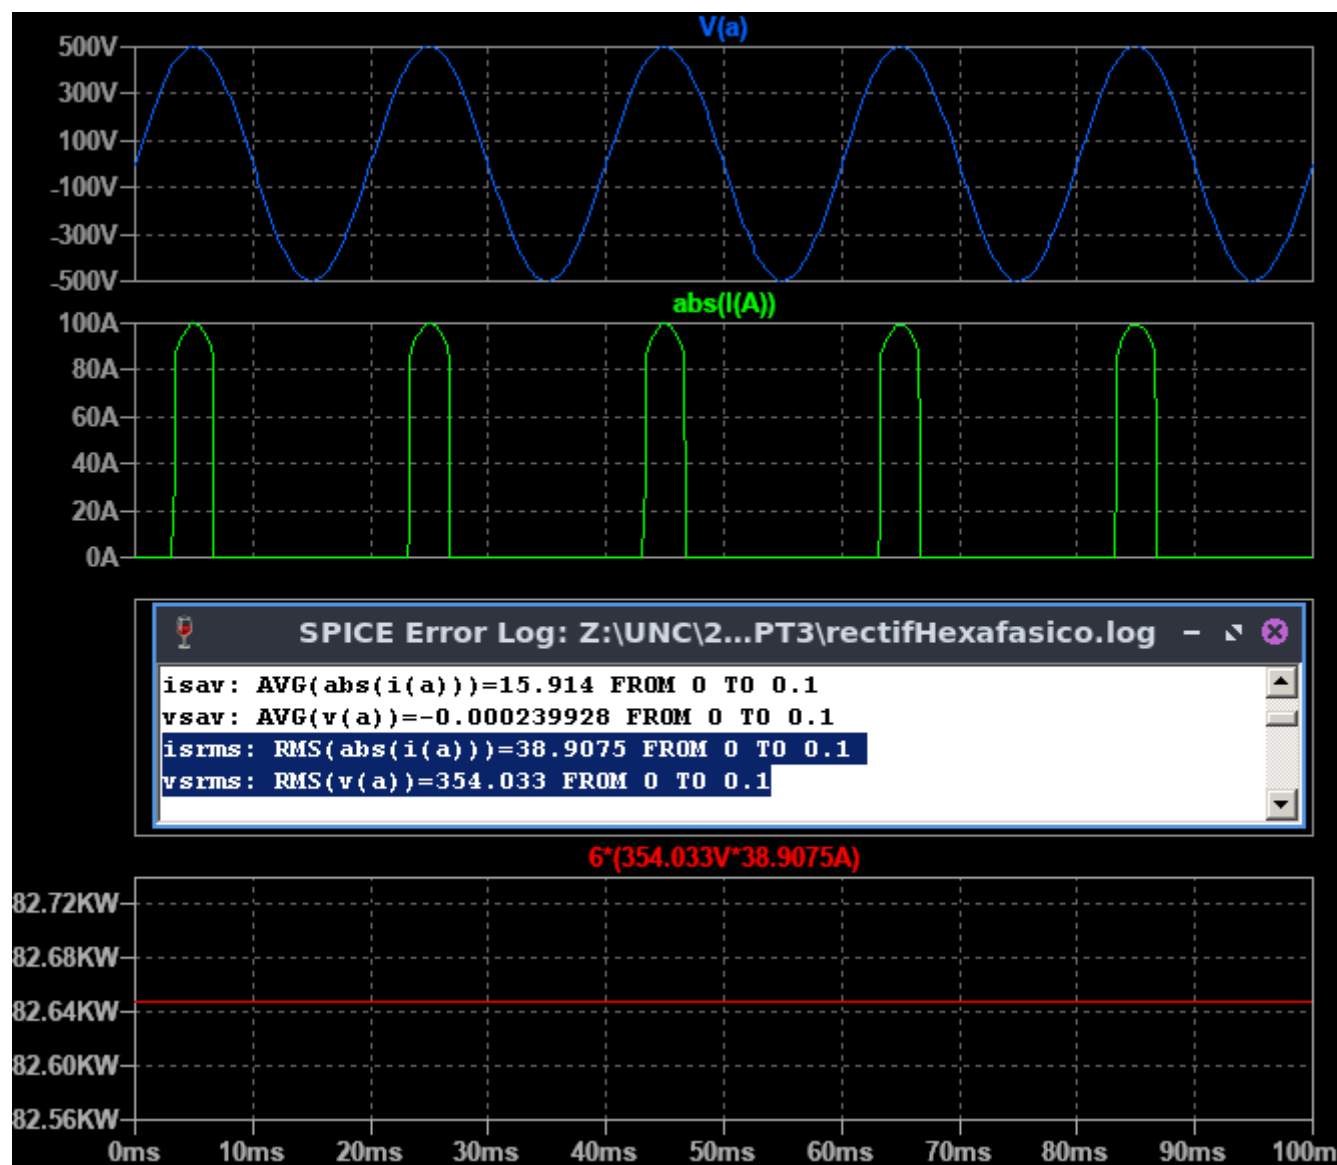 V(a)
500V
300V
100V
-100V
-300V
-500V
abs(I(A))
100A
80A
60A
40A
20A
0A
SPICE Error Log: Z:\UNC\2...PT3\rectifHexafasico.log
isav: AVG(abs(i(a)))=15.914 FROM 0 TO 0.1
vsav: AVG(v(a))=-0.000239928 FROM 0 TO 0.1
isrms: RMS(abs(i(a)))=38.9075 FROM 0 TO 0.1
vsrms: RMS(v(a))=354.033 FROM 0 TO 0.1
6*(354.033V*38.9075A)
82.72KW
82.68KW
82.64KW
82.60KW
82.56KW
0ms 10ms 20ms 30ms 40ms 50ms 60ms 70ms 80ms 90ms 100m